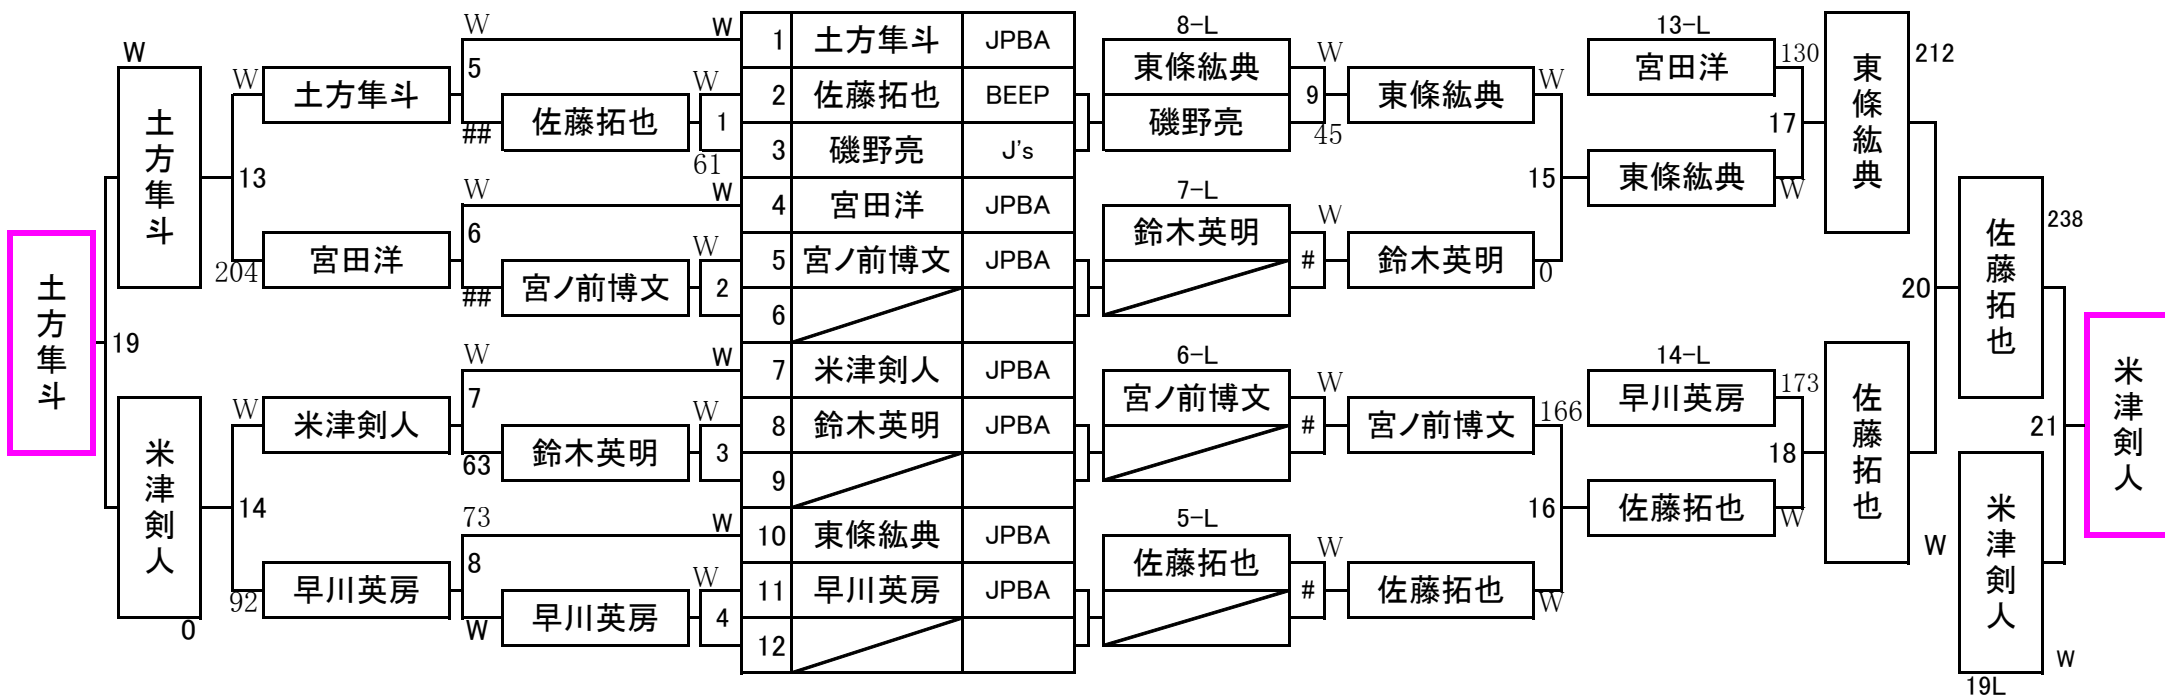 W
土方隼斗
米津剣人
0
土方隼斗
19
W
土方隼斗
13
204
宮田洋
W
米津剣人
14
92
早川英房
W
5
##
佐藤拓也
W
6
##
宮ノ前博文
W
7
63
鈴木英明
73
8
W
早川英房
W
W
1
61
W
W
2
W
W
3
W
W
4
1 土方隼斗 JPBA
2 佐藤拓也 BEEP
3 磯野亮 J's
4 宮田洋 JPBA
5 宮ノ前博文 JPBA
6
7 米津剣人 JPBA
8 鈴木英明 JPBA
9
10 東條紘典 JPBA
11 早川英房 JPBA
12
8-L
東條紘典
磯野亮
W
9
45
東條紘典
W
7-L
鈴木英明
W
#
鈴木英明
0
15
6-L
宮ノ前博文
W
#
宮ノ前博文
166
5-L
佐藤拓也
W
#
佐藤拓也
W
16
13-L
宮田洋
130
17
東條紘典
W
14-L
早川英房
173
18
佐藤拓也
W
東條紘典
212
20
佐藤拓也
W
佐藤拓也
238
21
米津剣人
W
19L
米津剣人